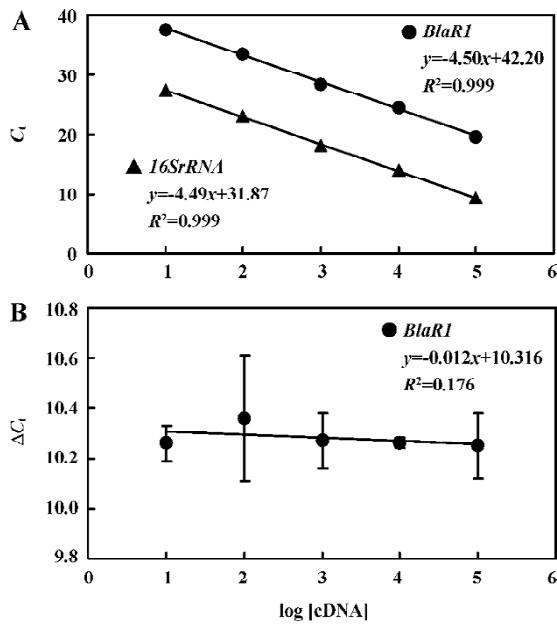 A
40
30
20
10
0
Ct
BlaR1
y=-4.50x+42.20
R²=0.999
16SrRNA
y=-4.49x+31.87
R²=0.999
0 1 2 3 4 5 6
B
10.8
10.6
10.4
10.2
10.0
9.8
ΔCt
BlaR1
y=-0.012x+10.316
R²=0.176
0 1 2 3 4 5 6
log [cDNA]